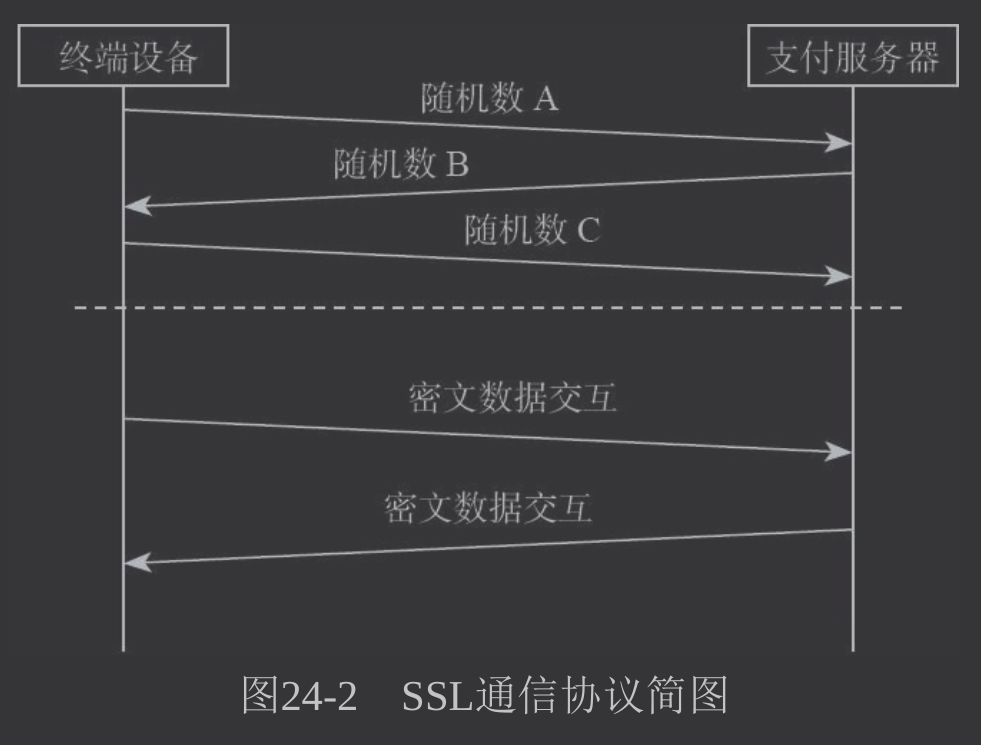 终端设备
支付服务器
随机数 A
随机数 B
随机数 C
密文数据交互
密文数据交互
图24-2 SSL通信协议简图